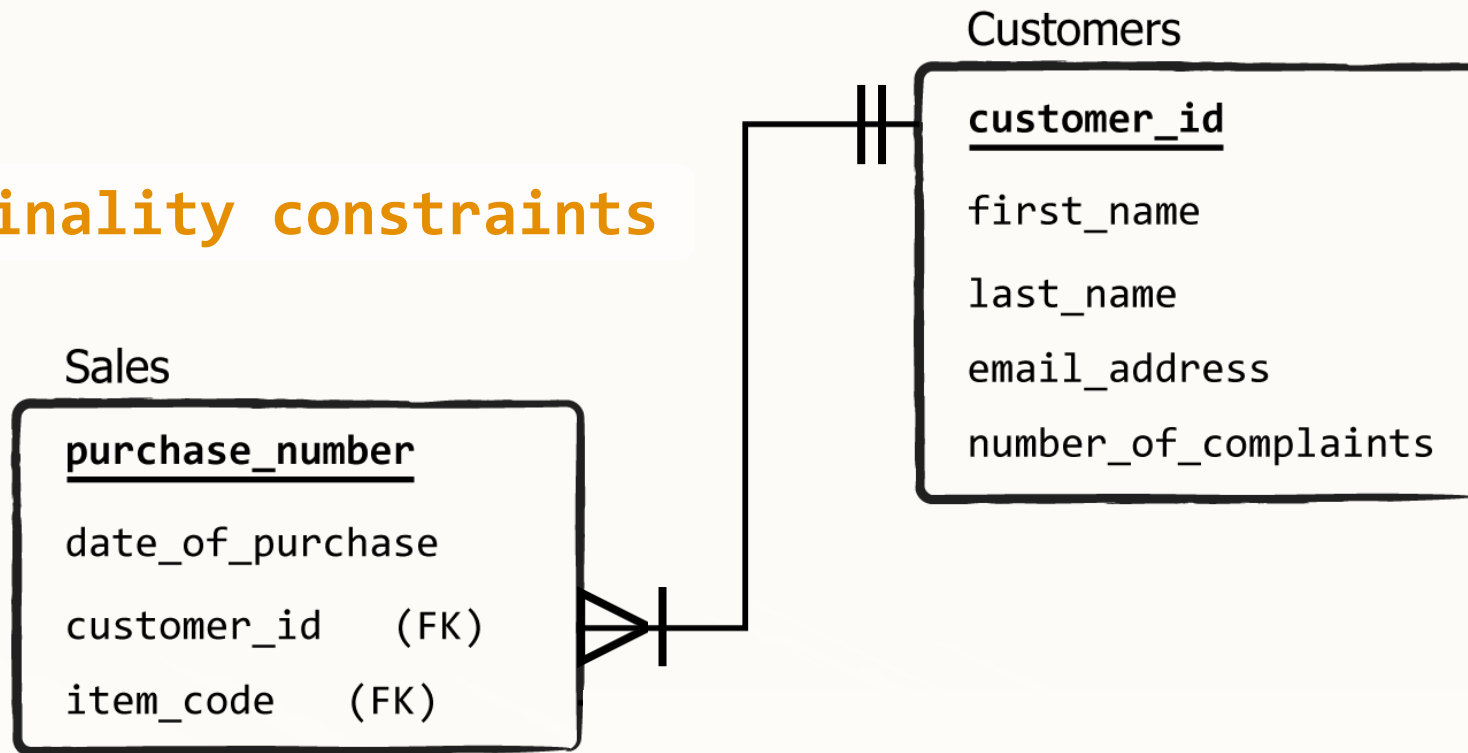 Customers
customer_id
first_name
last_name
email_address
number_of_complaints
inality constraints
Sales
purchase_number
date_of_purchase
customer_id (FK)
item_code (FK)